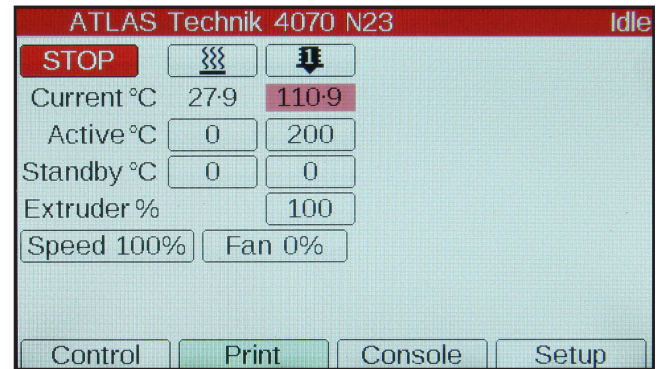 ATLAS Technik 4070 N23 Idle
STOP 1
Current °C 27·9 110·9
Active °C 0 200
Standby °C 0 0
Extruder % 100
Speed 100% Fan 0%
Control Print Console Setup